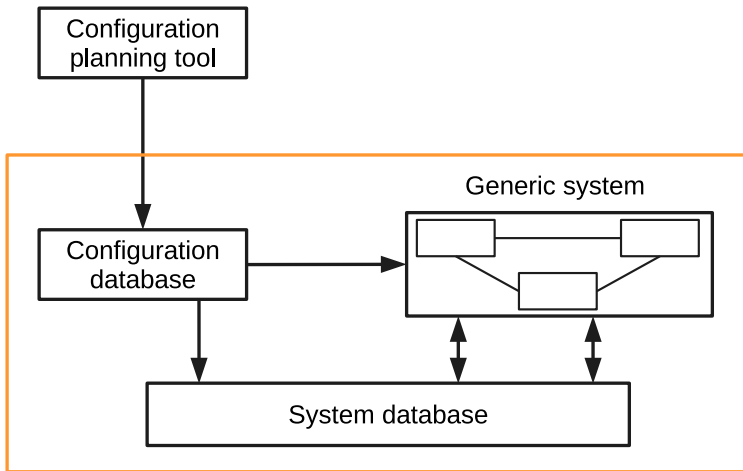 Configuration
planning tool
Generic system
Configuration
database
System database